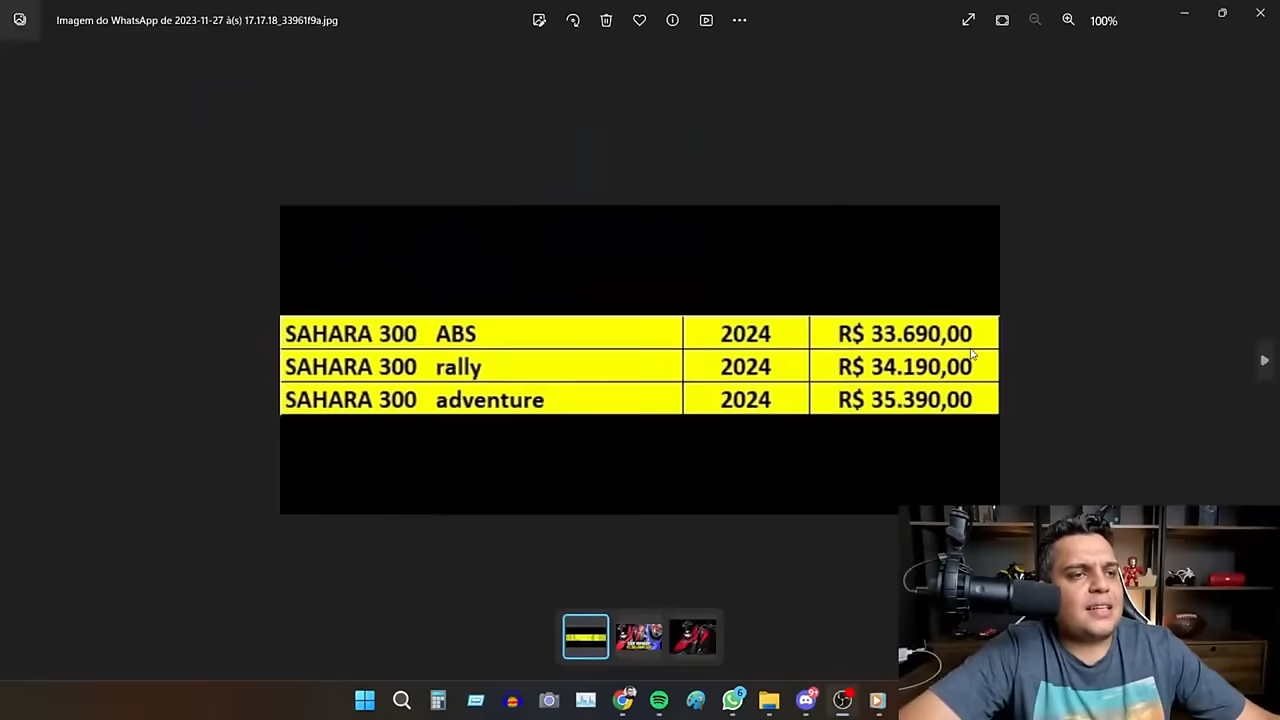 Imagem do WhatsApp de 2023-11-27 à(s) 17.17.18_33961f9a.jpg
100%
SAHARA 300 ABS 2024 R$ 33.690,00
SAHARA 300 rally 2024 R$ 34.190,00
SAHARA 300 adventure 2024 R$ 35.390,00